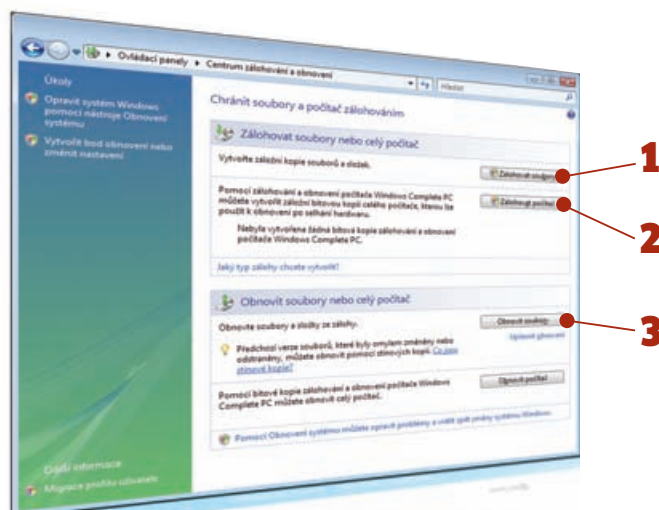 Ovládací panely ▸ Centrum zálohování a obnovení
Hledat
Úkoly
Opravit systém Windows
pomocí nástroje Obnovení
systému
Vytvořit bod obnovení nebo
změnit nastavení
Další informace
Migrace profilu uživatele
Chránit soubory a počítač zálohováním
Zálohovat soubory nebo celý počítač
Vytvořte záložní kopie souborů a složek.
Zálohovat soubory
1
Pomocí zálohování a obnovení počítače Windows Complete PC
můžete vytvořit záložní bitovou kopii celého počítače, kterou lze
použít k obnovení po selhání hardwaru.
Zálohovat počítač
2
Nebyla vytvořena žádná bitová kopie zálohování a obnovení
počítače Windows Complete PC.
Jaký typ zálohy chcete vytvořit?
Obnovit soubory nebo celý počítač
Obnovte soubory a složky ze zálohy.
Obnovit soubory
3
Předchozí verze souborů, které byly omylem změněny nebo
odstraněny, můžete obnovit pomocí stínových kopií. Co jsou
stínové kopie?
Pomocí bitové kopie zálohování a obnovení počítače Windows
Complete PC můžete obnovit celý počítač.
Obnovit počítač
Pomocí Obnovení systému můžete opravit problémy a vrátit zpět změny systému Windows.